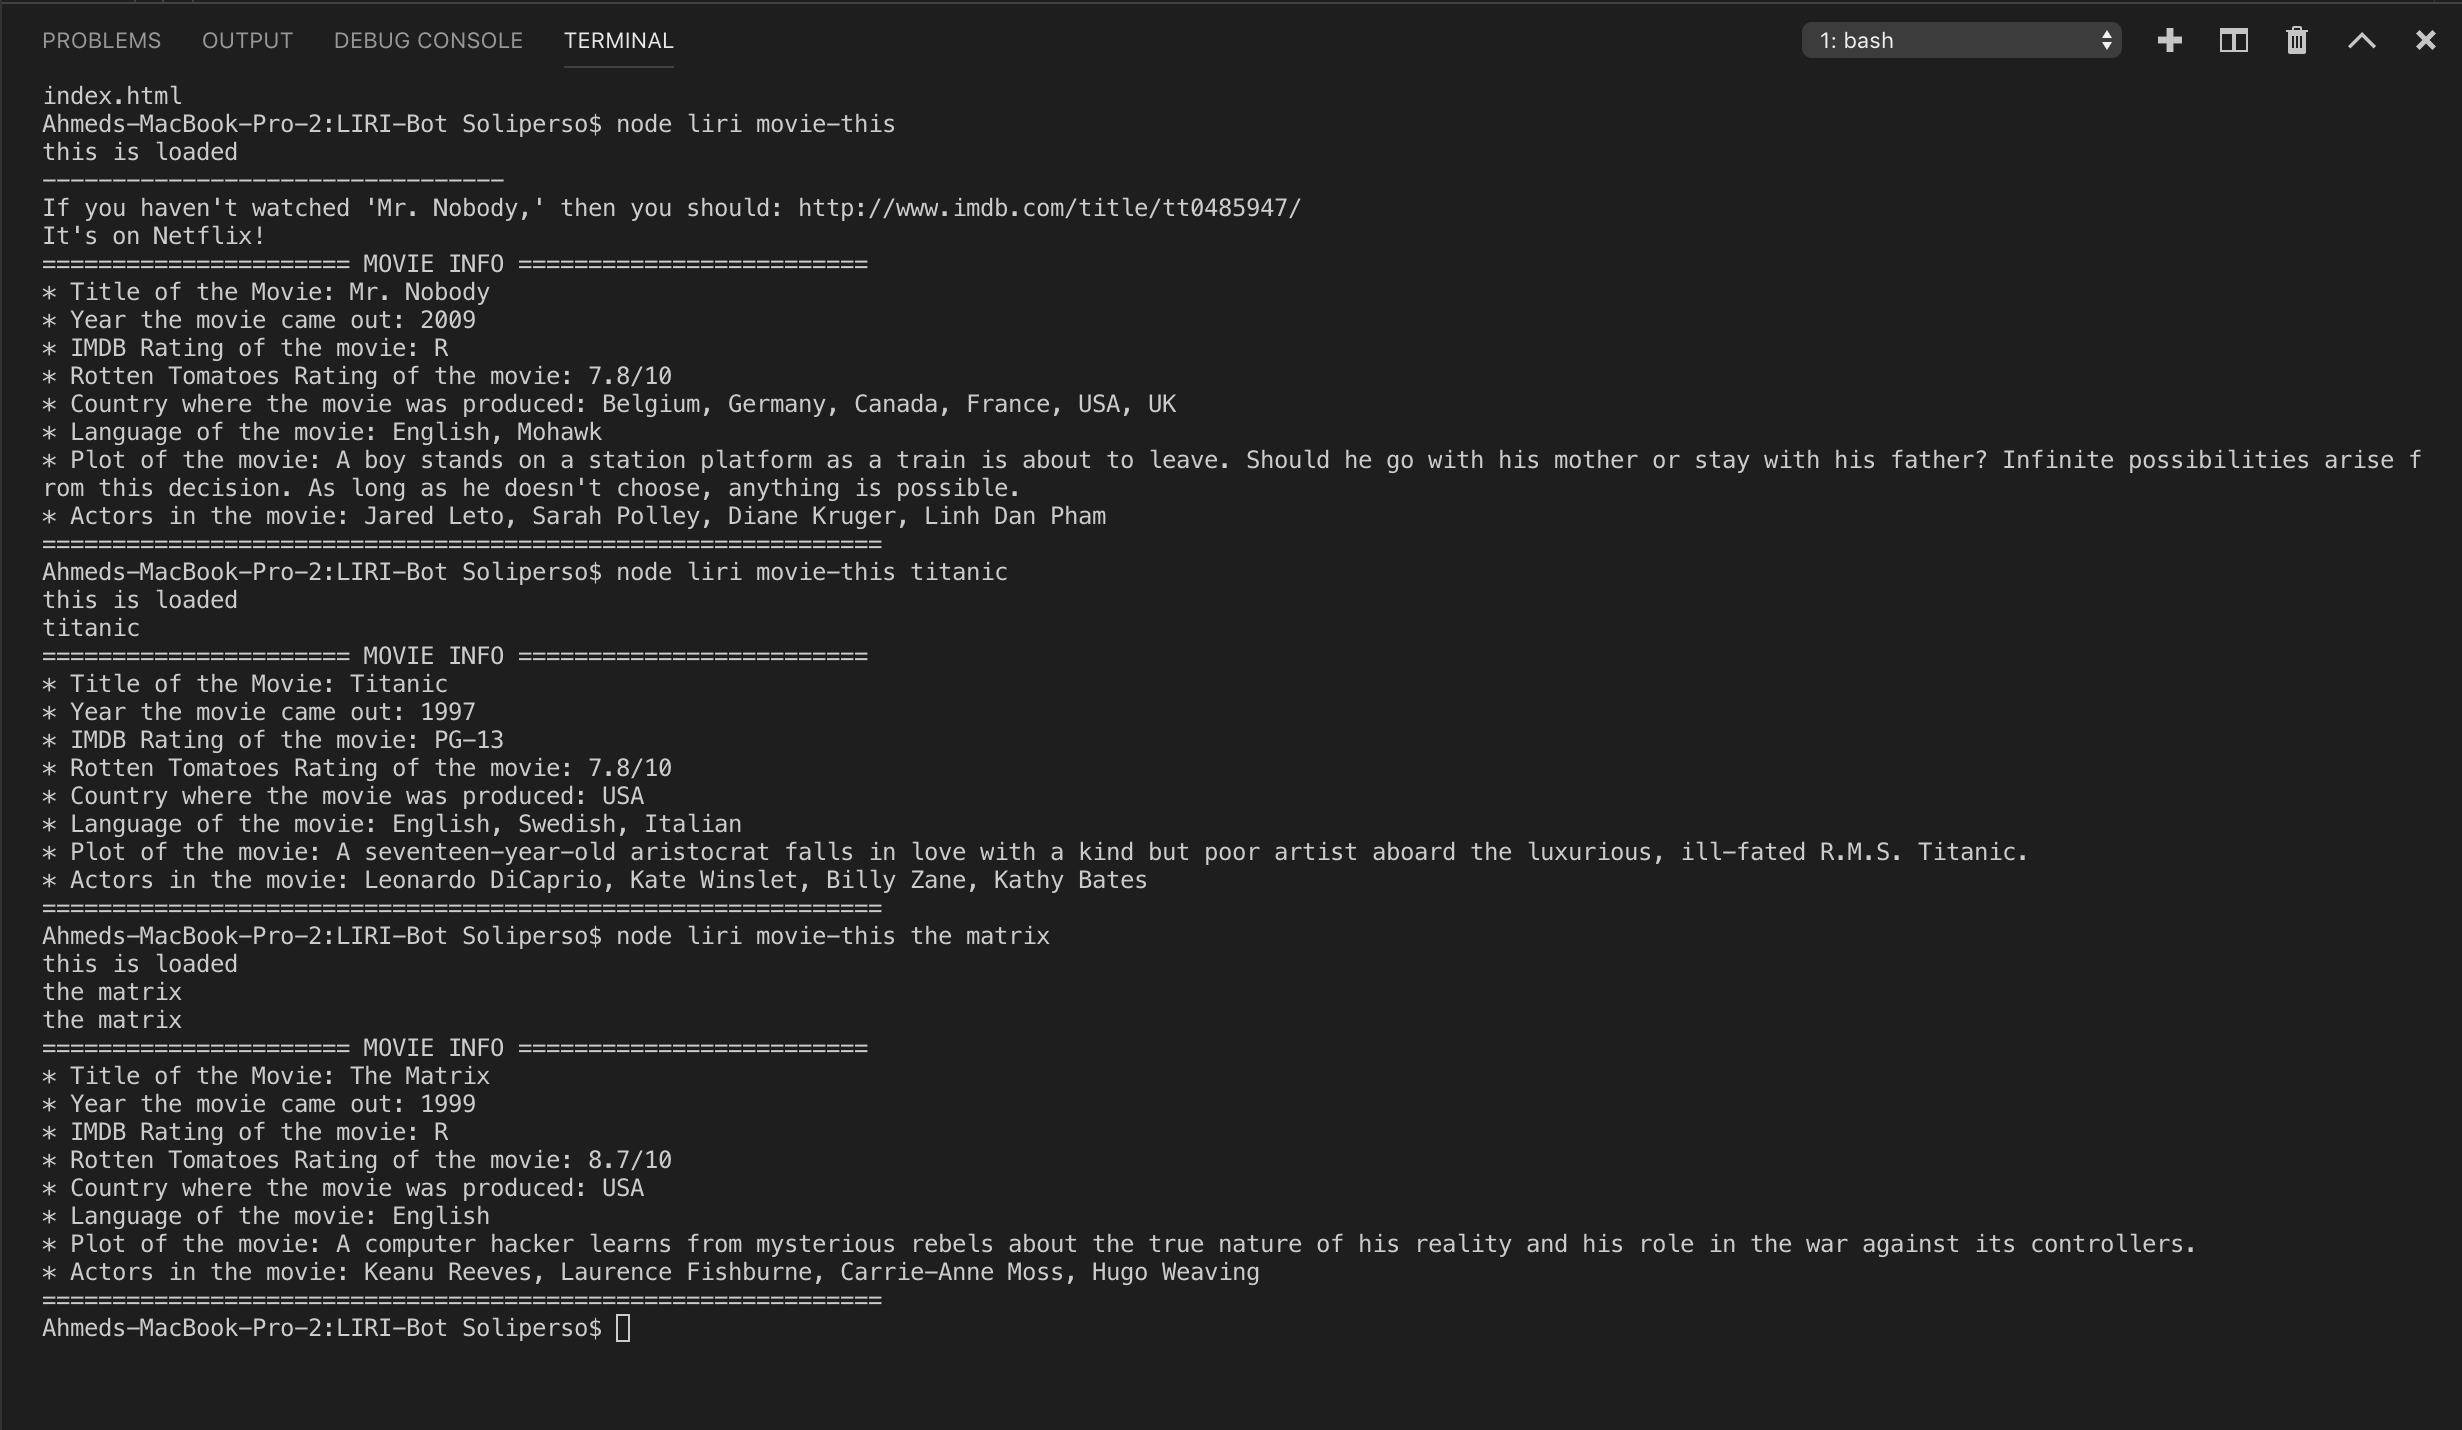 PROBLEMS OUTPUT DEBUG CONSOLE TERMINAL 1: bash
index.html
Ahmeds-MacBook-Pro-2:LIRI-Bot Soliperso$ node liri movie-this
this is loaded
---------------------------------
If you haven't watched 'Mr. Nobody,' then you should: http://www.imdb.com/title/tt0485947/
It's on Netflix!
====================== MOVIE INFO =========================
* Title of the Movie: Mr. Nobody
* Year the movie came out: 2009
* IMDB Rating of the movie: R
* Rotten Tomatoes Rating of the movie: 7.8/10
* Country where the movie was produced: Belgium, Germany, Canada, France, USA, UK
* Language of the movie: English, Mohawk
* Plot of the movie: A boy stands on a station platform as a train is about to leave. Should he go with his mother or stay with his father? Infinite possibilities arise f
rom this decision. As long as he doesn't choose, anything is possible.
* Actors in the movie: Jared Leto, Sarah Polley, Diane Kruger, Linh Dan Pham
============================================================
Ahmeds-MacBook-Pro-2:LIRI-Bot Soliperso$ node liri movie-this titanic
this is loaded
titanic
====================== MOVIE INFO =========================
* Title of the Movie: Titanic
* Year the movie came out: 1997
* IMDB Rating of the movie: PG-13
* Rotten Tomatoes Rating of the movie: 7.8/10
* Country where the movie was produced: USA
* Language of the movie: English, Swedish, Italian
* Plot of the movie: A seventeen-year-old aristocrat falls in love with a kind but poor artist aboard the luxurious, ill-fated R.M.S. Titanic.
* Actors in the movie: Leonardo DiCaprio, Kate Winslet, Billy Zane, Kathy Bates
============================================================
Ahmeds-MacBook-Pro-2:LIRI-Bot Soliperso$ node liri movie-this the matrix
this is loaded
the matrix
the matrix
====================== MOVIE INFO =========================
* Title of the Movie: The Matrix
* Year the movie came out: 1999
* IMDB Rating of the movie: R
* Rotten Tomatoes Rating of the movie: 8.7/10
* Country where the movie was produced: USA
* Language of the movie: English
* Plot of the movie: A computer hacker learns from mysterious rebels about the true nature of his reality and his role in the war against its controllers.
* Actors in the movie: Keanu Reeves, Laurence Fishburne, Carrie-Anne Moss, Hugo Weaving
============================================================
Ahmeds-MacBook-Pro-2:LIRI-Bot Soliperso$